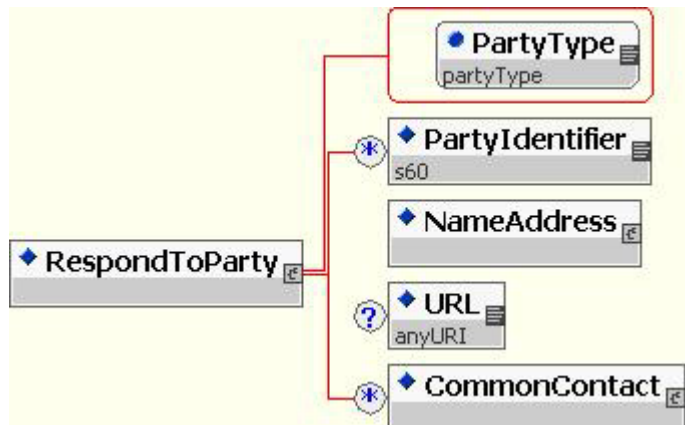 PartyType
partyType
* PartyIdentifier
s60
NameAddress
RespondToParty
? URL
anyURI
* CommonContact